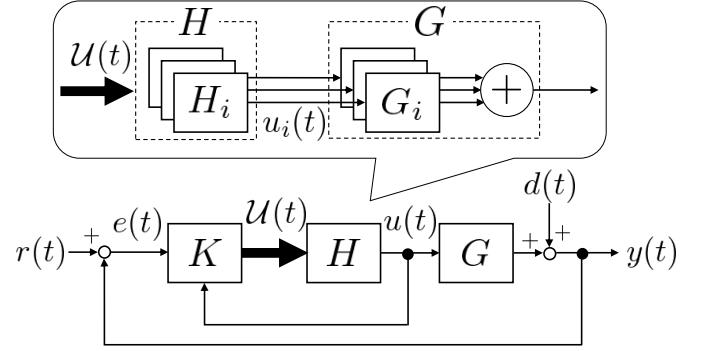 H G
𝒰(t)
H_i u_i(t) G_i +
d(t)
r(t) + e(t) K 𝒰(t) H u(t) G + + y(t)